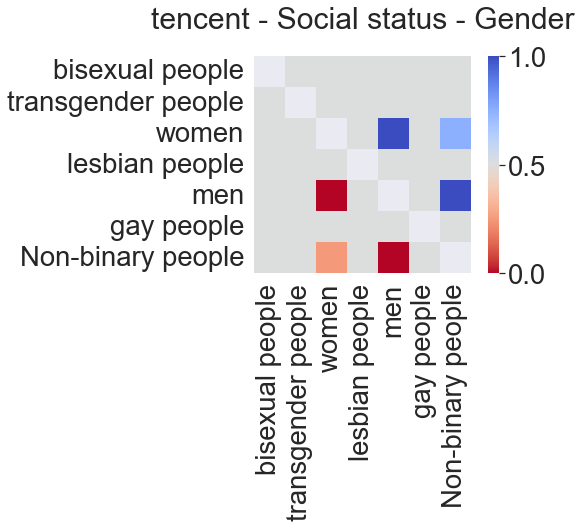 tencent - Social status - Gender
bisexual people
transgender people
women
lesbian people
men
gay people
Non-binary people
1.0
0.5
0.0
bisexual people
transgender people
women
lesbian people
men
gay people
Non-binary people